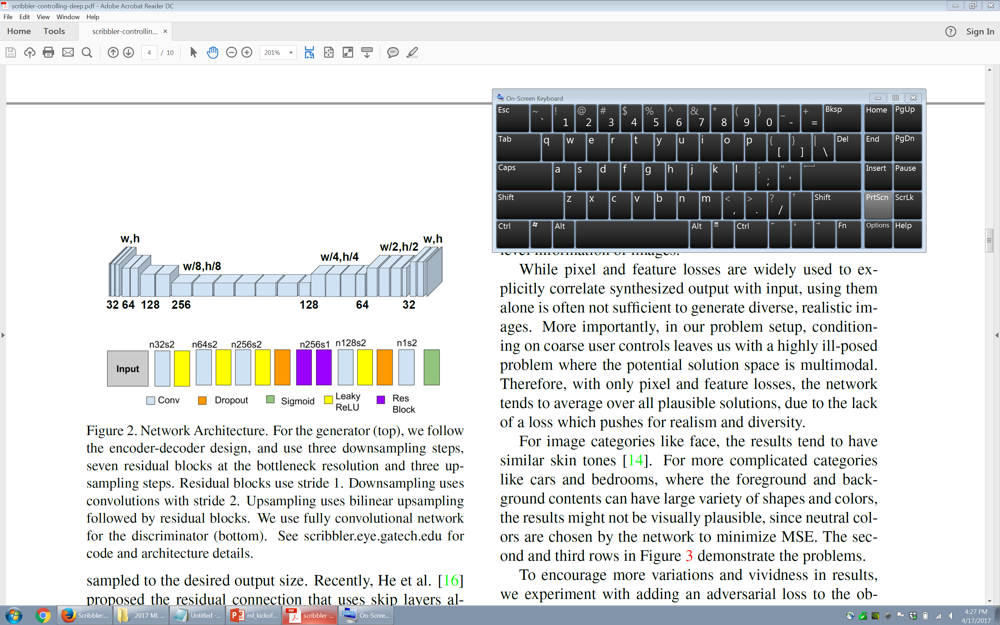 scribbler-controlling-deep.pdf - Adobe Acrobat Reader DC
File Edit View Window Help
Home Tools scribbler-controllin... × ? Sign In
4 / 10 201%
On-Screen Keyboard
Esc ~ ` ! 1 @ 2 # 3 $ 4 % 5 ^ 6 & 7 * 8 ( 9 ) 0 _ - + = Bksp Home PgUp
Tab q w e r t y u i o p { [ } ] | \ Del End PgDn
Caps a s d f g h j k l : ; " ' Insert Pause
Shift z x c v b n m < , > . ? / ↑ Shift PrtScn ScrLk
Ctrl Alt Alt Ctrl ← ↓ → Fn Options Help
w,h w/8,h/8 w/4,h/4 w/2,h/2 w,h
32 64 128 256 128 64 32
n32s2 n64s2 n256s2 n256s1 n128s2 n1s2
Input
Conv Dropout Sigmoid Leaky ReLU Res Block
Figure 2. Network Architecture. For the generator (top), we follow
the encoder-decoder design, and use three downsampling steps,
seven residual blocks at the bottleneck resolution and three up-
sampling steps. Residual blocks use stride 1. Downsampling uses
convolutions with stride 2. Upsampling uses bilinear upsampling
followed by residual blocks. We use fully convolutional network
for the discriminator (bottom). See scribbler.eye.gatech.edu for
code and architecture details.
sampled to the desired output size. Recently, He et al. [16]
proposed the residual connection that uses skip layers al-
level information of images.
While pixel and feature losses are widely used to ex-
plicitly correlate synthesized output with input, using them
alone is often not sufficient to generate diverse, realistic im-
ages. More importantly, in our problem setup, condition-
ing on coarse user controls leaves us with a highly ill-posed
problem where the potential solution space is multimodal.
Therefore, with only pixel and feature losses, the network
tends to average over all plausible solutions, due to the lack
of a loss which pushes for realism and diversity.
For image categories like face, the results tend to have
similar skin tones [14]. For more complicated categories
like cars and bedrooms, where the foreground and back-
ground contents can have large variety of shapes and colors,
the results might not be visually plausible, since neutral col-
ors are chosen by the network to minimize MSE. The sec-
ond and third rows in Figure 3 demonstrate the problems.
To encourage more variations and vividness in results,
we experiment with adding an adversarial loss to the ob-
Scribbler:... 2017 ML ... Untitled -... ml_kickof... scribbler-... On-Scree...
4:27 PM
4/17/2017